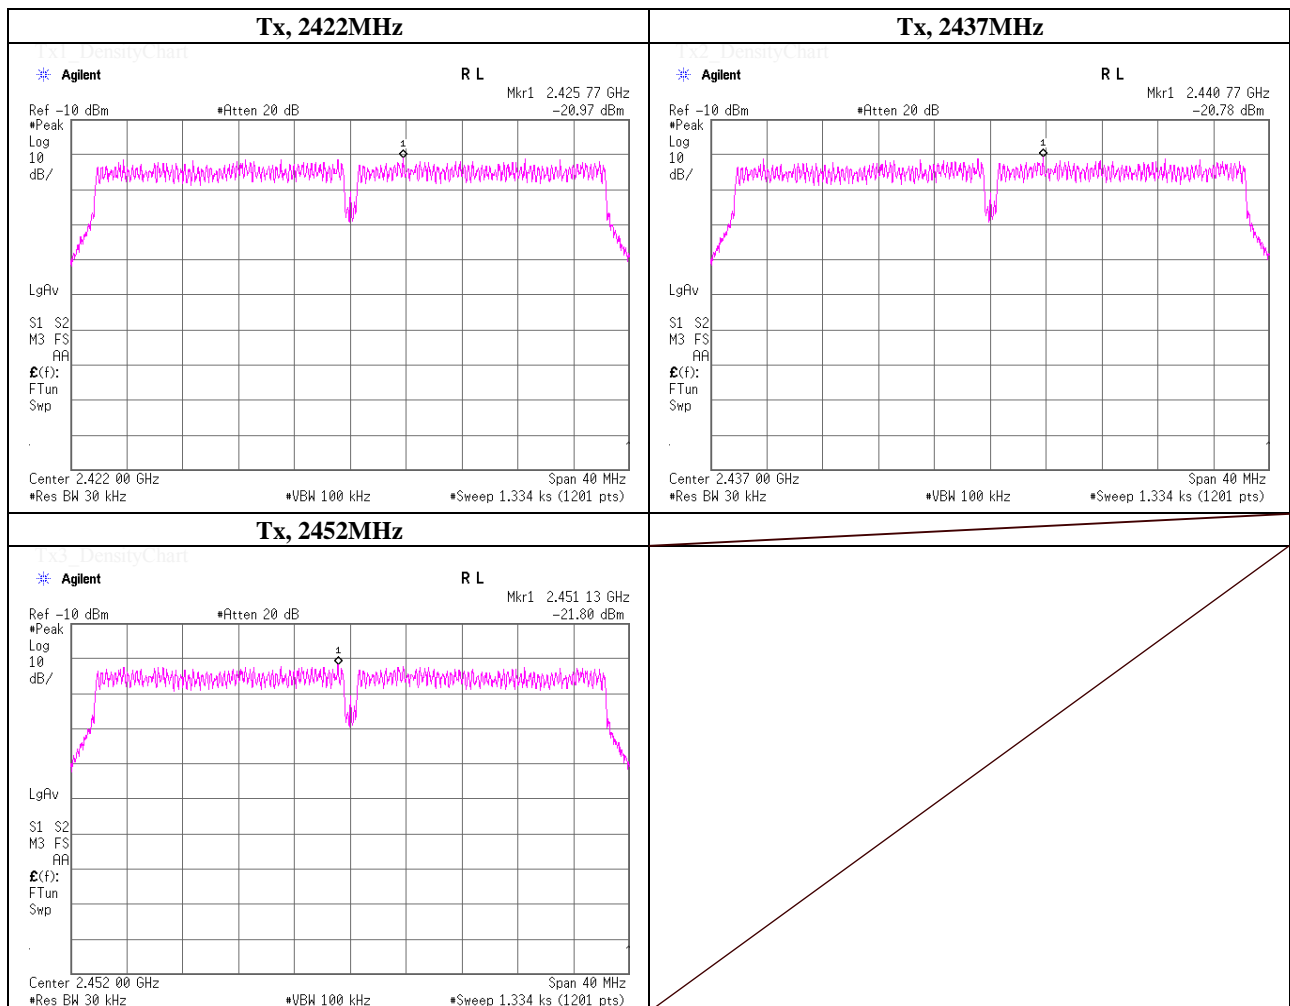 Tx, 2422MHz
Tx1_DensityChart
Agilent
R L
Mkr1 2.425 77 GHz
Ref -10 dBm #Atten 20 dB -20.97 dBm
#Peak
Log
10
dB/
1
LgAv
S1 S2
M3 FS
AA
£(f):
FTun
Swp
Center 2.422 00 GHz Span 40 MHz
#Res BW 30 kHz #VBW 100 kHz #Sweep 1.334 ks (1201 pts)
Tx, 2437MHz
Tx2_DensityChart
Agilent
R L
Mkr1 2.440 77 GHz
Ref -10 dBm #Atten 20 dB -20.78 dBm
#Peak
Log
10
dB/
1
LgAv
S1 S2
M3 FS
AA
£(f):
FTun
Swp
Center 2.437 00 GHz Span 40 MHz
#Res BW 30 kHz #VBW 100 kHz #Sweep 1.334 ks (1201 pts)
Tx, 2452MHz
Tx3_DensityChart
Agilent
R L
Mkr1 2.451 13 GHz
Ref -10 dBm #Atten 20 dB -21.80 dBm
#Peak
Log
10
dB/
1
LgAv
S1 S2
M3 FS
AA
£(f):
FTun
Swp
Center 2.452 00 GHz Span 40 MHz
#Res BW 30 kHz #VBW 100 kHz #Sweep 1.334 ks (1201 pts)